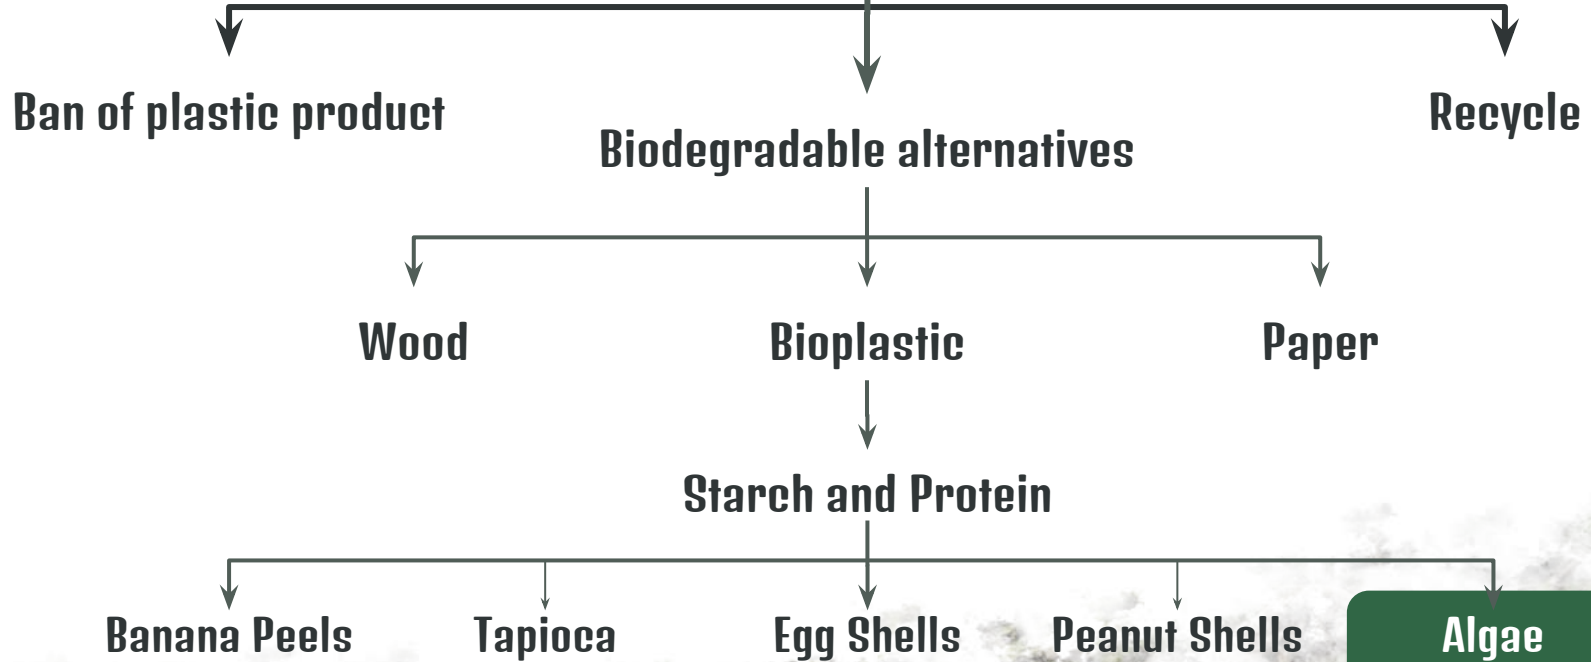 Ban of plastic product
Biodegradable alternatives
Recycle
Wood
Bioplastic
Paper
Starch and Protein
Banana Peels
Tapioca
Egg Shells
Peanut Shells
Algae